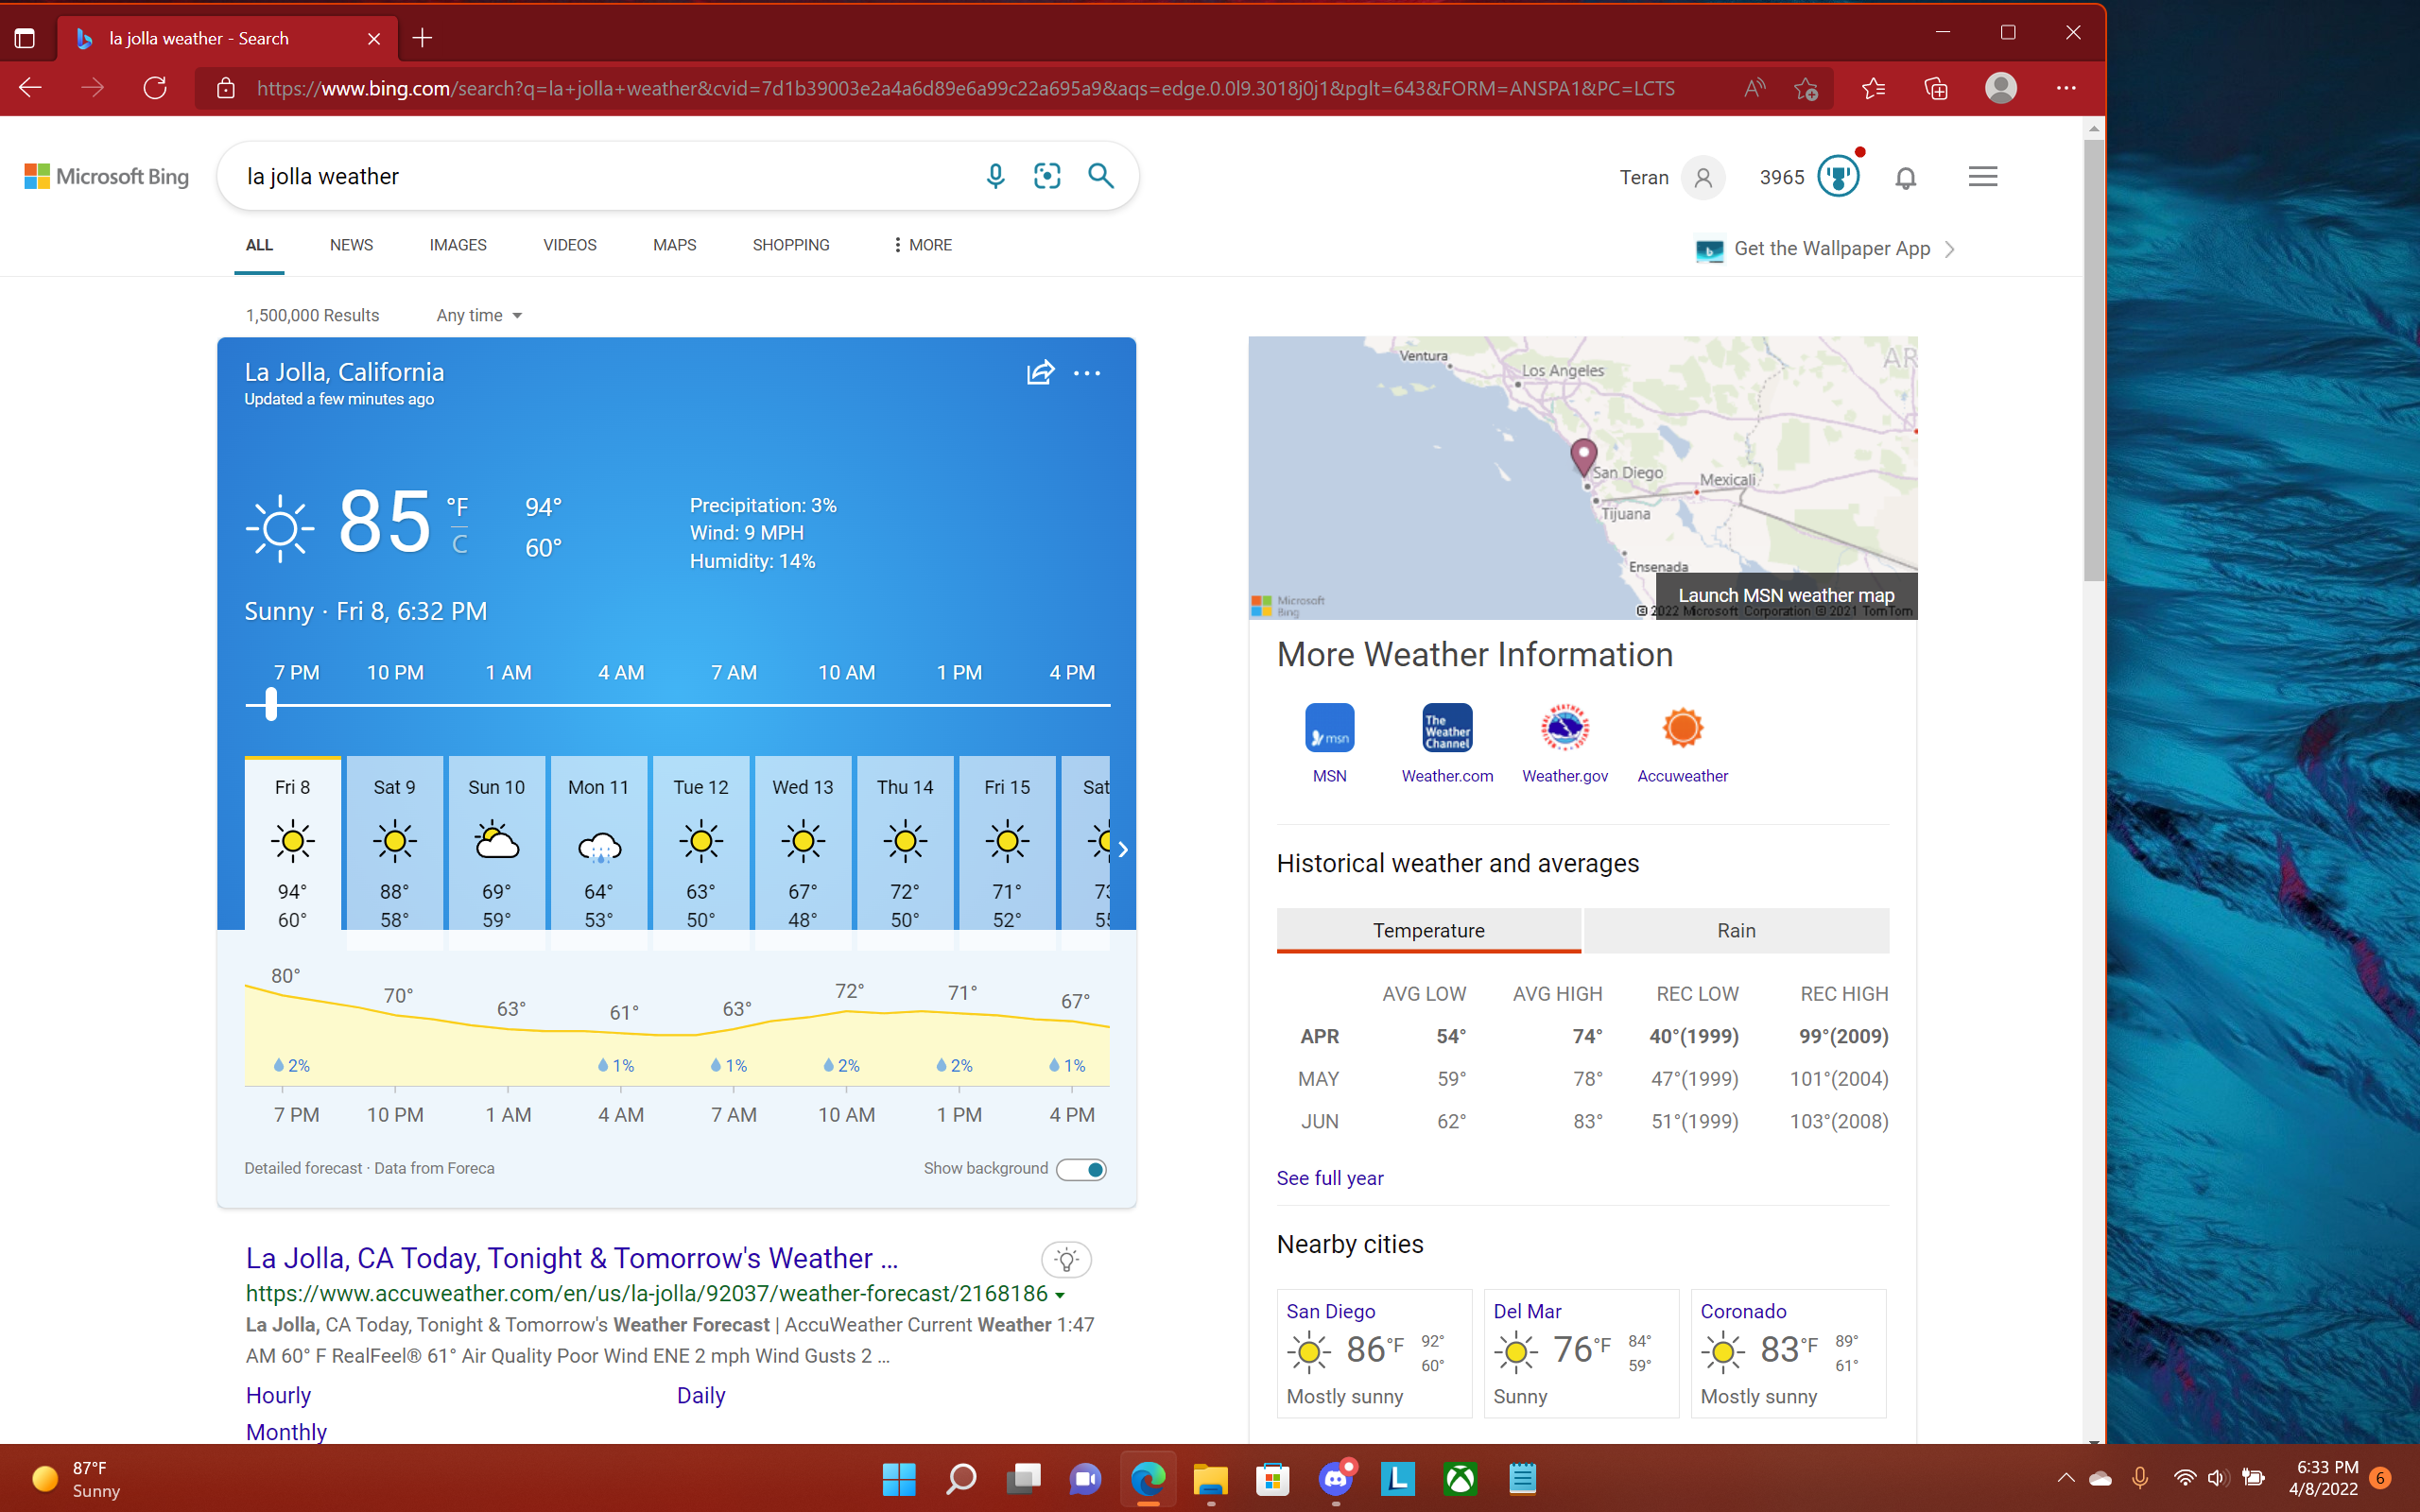 la jolla weather - Search
https://www.bing.com/search?q=la+jolla+weather&cvid=7d1b39003e2a4a6d89e6a99c22a695a9&aqs=edge.0.0l9.3018j0j1&pglt=643&FORM=ANSPA1&PC=LCTS
Microsoft Bing
la jolla weather
Teran
3965
ALL NEWS IMAGES VIDEOS MAPS SHOPPING MORE
Get the Wallpaper App
1,500,000 Results Any time
La Jolla, California
Updated a few minutes ago
85 °F C
94°
60°
Precipitation: 3%
Wind: 9 MPH
Humidity: 14%
Sunny · Fri 8, 6:32 PM
7 PM 10 PM 1 AM 4 AM 7 AM 10 AM 1 PM 4 PM
Fri 8 Sat 9 Sun 10 Mon 11 Tue 12 Wed 13 Thu 14 Fri 15 Sat
94° 88° 69° 64° 63° 67° 72° 71°
60° 58° 59° 53° 50° 48° 50° 52°
80° 70° 63° 61° 63° 72° 71° 67°
2% 1% 1% 2% 2% 1%
7 PM 10 PM 1 AM 4 AM 7 AM 10 AM 1 PM 4 PM
Detailed forecast · Data from Foreca
Show background
La Jolla, CA Today, Tonight & Tomorrow's Weather ...
https://www.accuweather.com/en/us/la-jolla/92037/weather-forecast/2168186
La Jolla, CA Today, Tonight & Tomorrow's Weather Forecast | AccuWeather Current Weather 1:47
AM 60° F RealFeel® 61° Air Quality Poor Wind ENE 2 mph Wind Gusts 2 ...
Hourly Daily
Monthly
Ventura
Los Angeles
AR
San Diego
Mexicali
Tijuana
Ensenada
Launch MSN weather map
Microsoft
Bing
© 2022 Microsoft Corporation © 2021 TomTom
More Weather Information
msn
The
Weather
Channel
MSN Weather.com Weather.gov Accuweather
Historical weather and averages
Temperature Rain
AVG LOW AVG HIGH REC LOW REC HIGH
APR 54° 74° 40°(1999) 99°(2009)
MAY 59° 78° 47°(1999) 101°(2004)
JUN 62° 83° 51°(1999) 103°(2008)
See full year
Nearby cities
San Diego
86 °F 92°
60°
Mostly sunny
Del Mar
76 °F 84°
59°
Sunny
Coronado
83 °F 89°
61°
Mostly sunny
87°F
Sunny
L
6:33 PM
4/8/2022
6